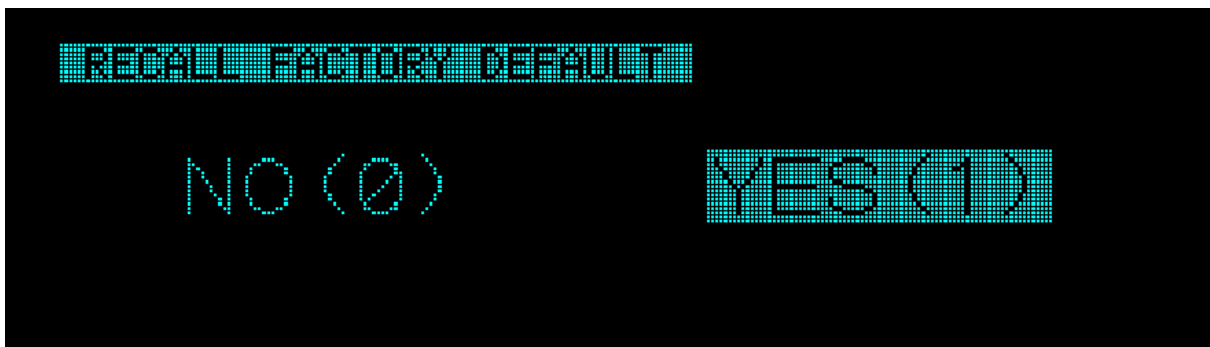 RECALL FACTORY DEFAULT
NO(0) YES(1)